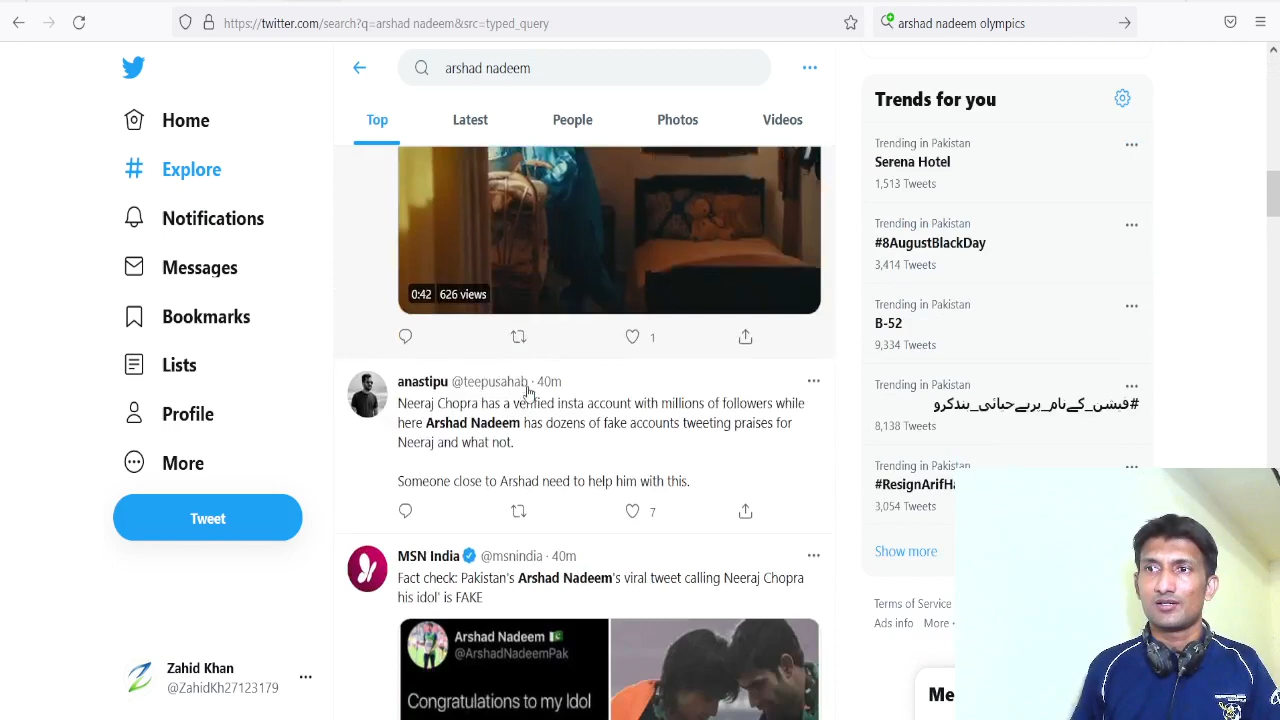 https://twitter.com/search?q=arshad nadeem&src=typed_query
arshad nadeem olympics
Home
Explore
Notifications
Messages
Bookmarks
Lists
Profile
More
Tweet
Zahid Khan
@ZahidKh27123179
arshad nadeem
Top
Latest
People
Photos
Videos
0:42
626 views
1
anastipu @teepusahab · 40m
Neeraj Chopra has a verified insta account with millions of followers while
here Arshad Nadeem has dozens of fake accounts tweeting praises for
Neeraj and what not.
Someone close to Arshad need to help him with this.
7
MSN India @msnindia · 40m
Fact check: Pakistan's Arshad Nadeem's viral tweet calling Neeraj Chopra
his idol' is FAKE
Arshad Nadeem
@ArshadNadeemPak
Congratulations to my Idol
Trends for you
Trending in Pakistan
Serena Hotel
1,513 Tweets
Trending in Pakistan
#8AugustBlackDay
3,414 Tweets
Trending in Pakistan
B-52
9,334 Tweets
Trending in Pakistan
8,138 Tweets
Trending in Pakistan
3,054 Tweets
Show more
Terms of Service
Ads info
More